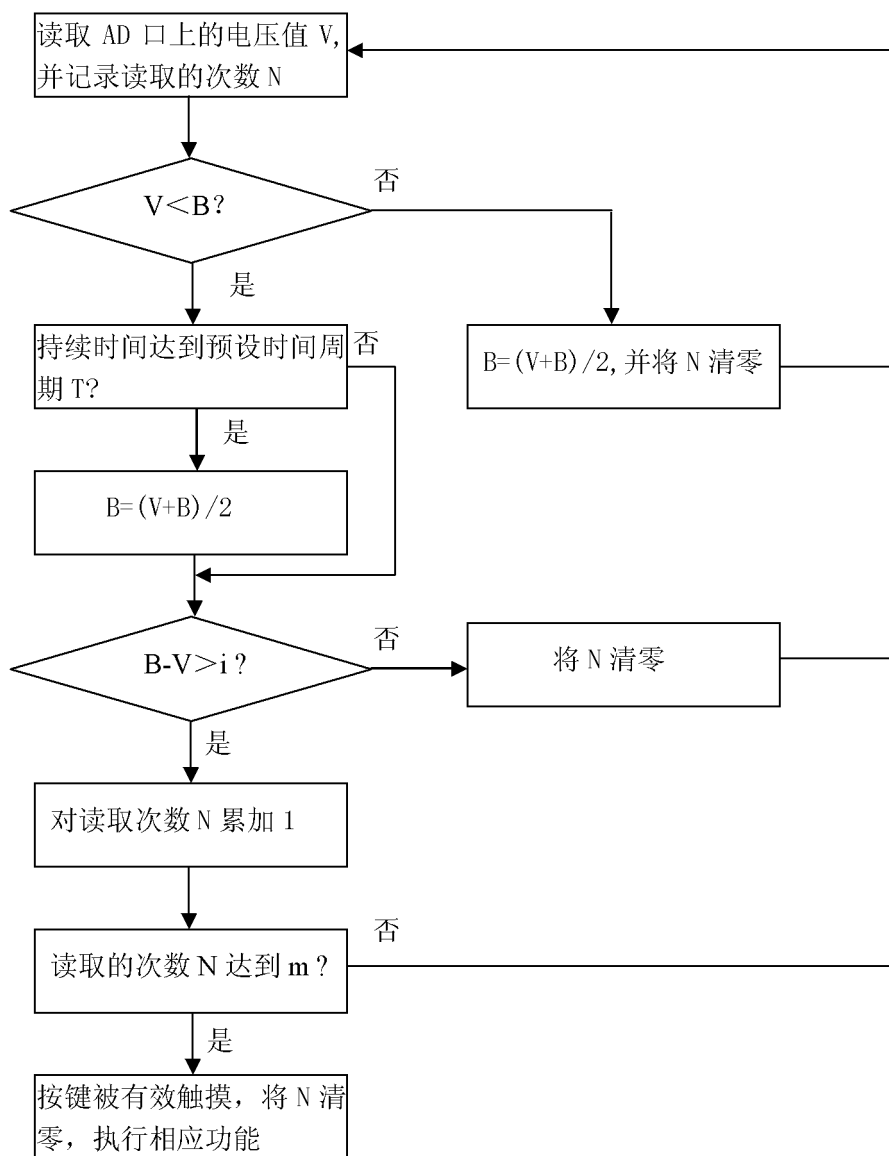 读取 AD 口上的电压值 V,
并记录读取的次数 N
V＜B?
否
是
持续时间达到预设时间周
期 T?
否
B=(V+B)/2,并将 N 清零
是
B=(V+B)/2
B-V＞i?
否
将 N 清零
是
对读取次数 N 累加 1
读取的次数 N 达到 m?
否
是
按键被有效触摸，将 N 清
零，执行相应功能